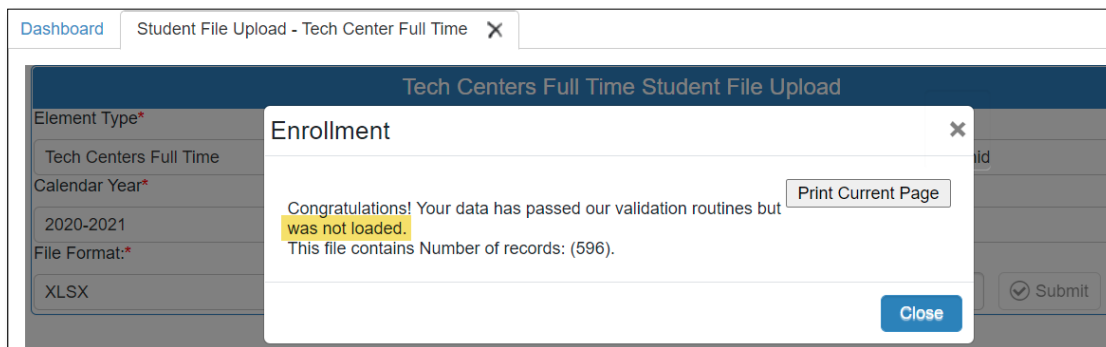 Dashboard
Student File Upload - Tech Center Full Time
Tech Centers Full Time Student File Upload
Element Type*
Enrollment
Tech Centers Full Time
Calendar Year*
Print Current Page
Congratulations! Your data has passed our validation routines but
was not loaded.
2020-2021
This file contains Number of records: (596).
File Format:*
XLSX
Submit
Close